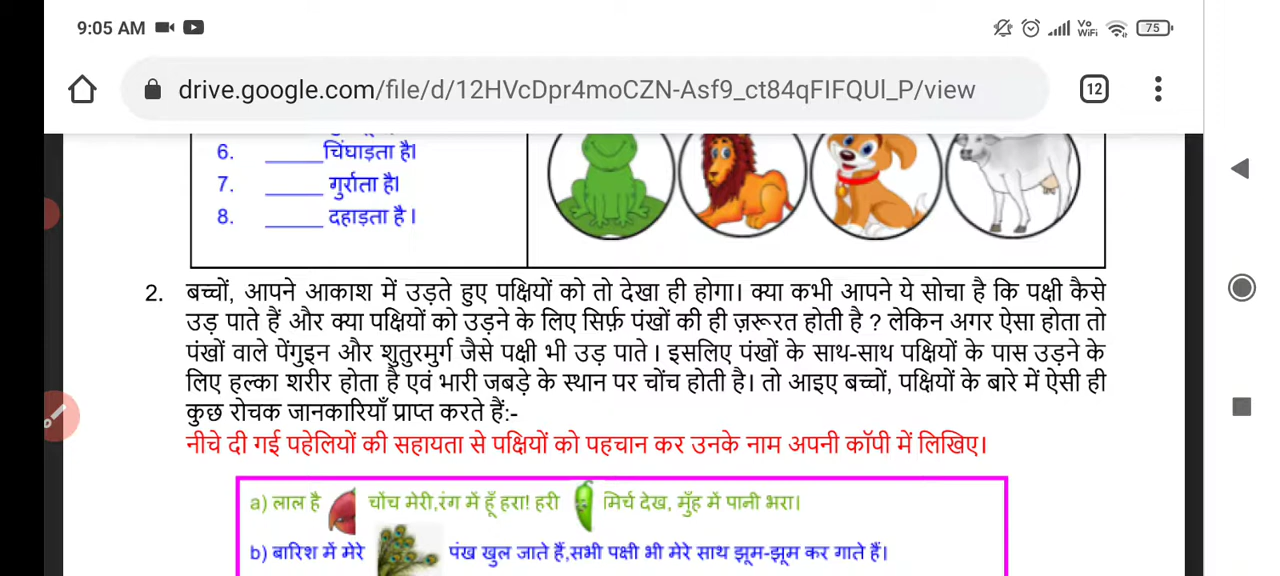 9:05 AM
Vo WiFi 75
drive.google.com/file/d/12HVcDpr4moCZN-Asf9_ct84qFIFQUl_P/view
12
6. _____चिंघाड़ता है।
7. _____ गुर्राता है।
8. _____ दहाड़ता है ।
2. बच्चों, आपने आकाश में उड़ते हुए पक्षियों को तो देखा ही होगा। क्या कभी आपने ये सोचा है कि पक्षी कैसे
उड़ पाते हैं और क्या पक्षियों को उड़ने के लिए सिर्फ़ पंखों की ही ज़रूरत होती है ? लेकिन अगर ऐसा होता तो
पंखों वाले पेंगुइन और शुतुरमुर्ग जैसे पक्षी भी उड़ पाते । इसलिए पंखों के साथ-साथ पक्षियों के पास उड़ने के
लिए हल्का शरीर होता है एवं भारी जबड़े के स्थान पर चोंच होती है। तो आइए बच्चों, पक्षियों के बारे में ऐसी ही
कुछ रोचक जानकारियाँ प्राप्त करते हैं:-
नीचे दी गई पहेलियों की सहायता से पक्षियों को पहचान कर उनके नाम अपनी कॉपी में लिखिए।
a) लाल है चोंच मेरी,रंग में हूँ हरा! हरी मिर्च देख, मुँह में पानी भरा।
b) बारिश में मेरे पंख खुल जाते हैं,सभी पक्षी भी मेरे साथ झूम-झूम कर गाते हैं।